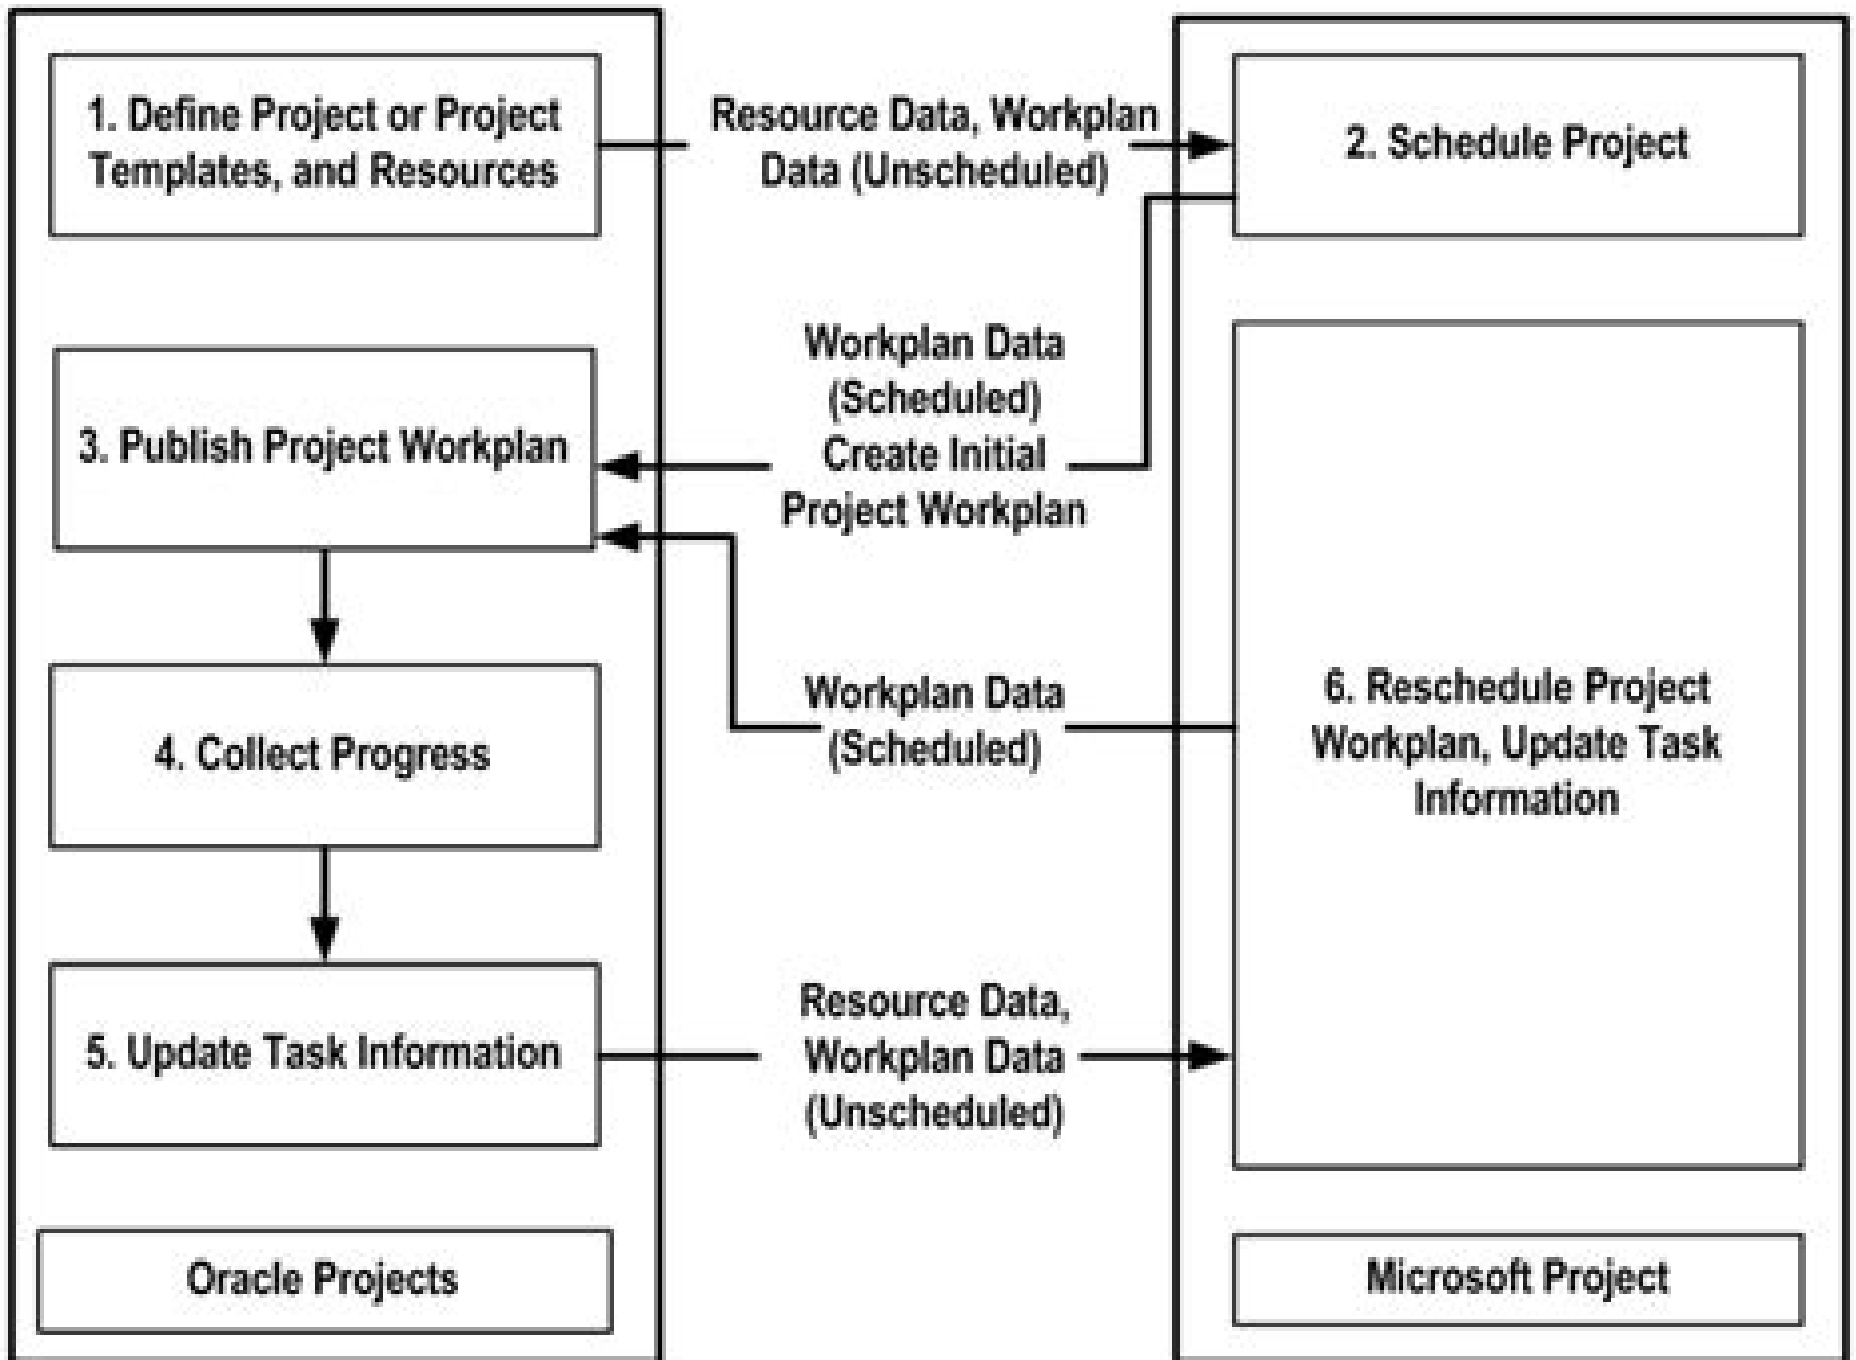 1. Define Project or Project
Templates, and Resources
Resource Data, Workplan
Data (Unscheduled)
2. Schedule Project
Workplan Data
(Scheduled)
Create Initial
Project Workplan
3. Publish Project Workplan
4. Collect Progress
Workplan Data
(Scheduled)
6. Reschedule Project
Workplan, Update Task
Information
5. Update Task Information
Resource Data,
Workplan Data
(Unscheduled)
Oracle Projects
Microsoft Project